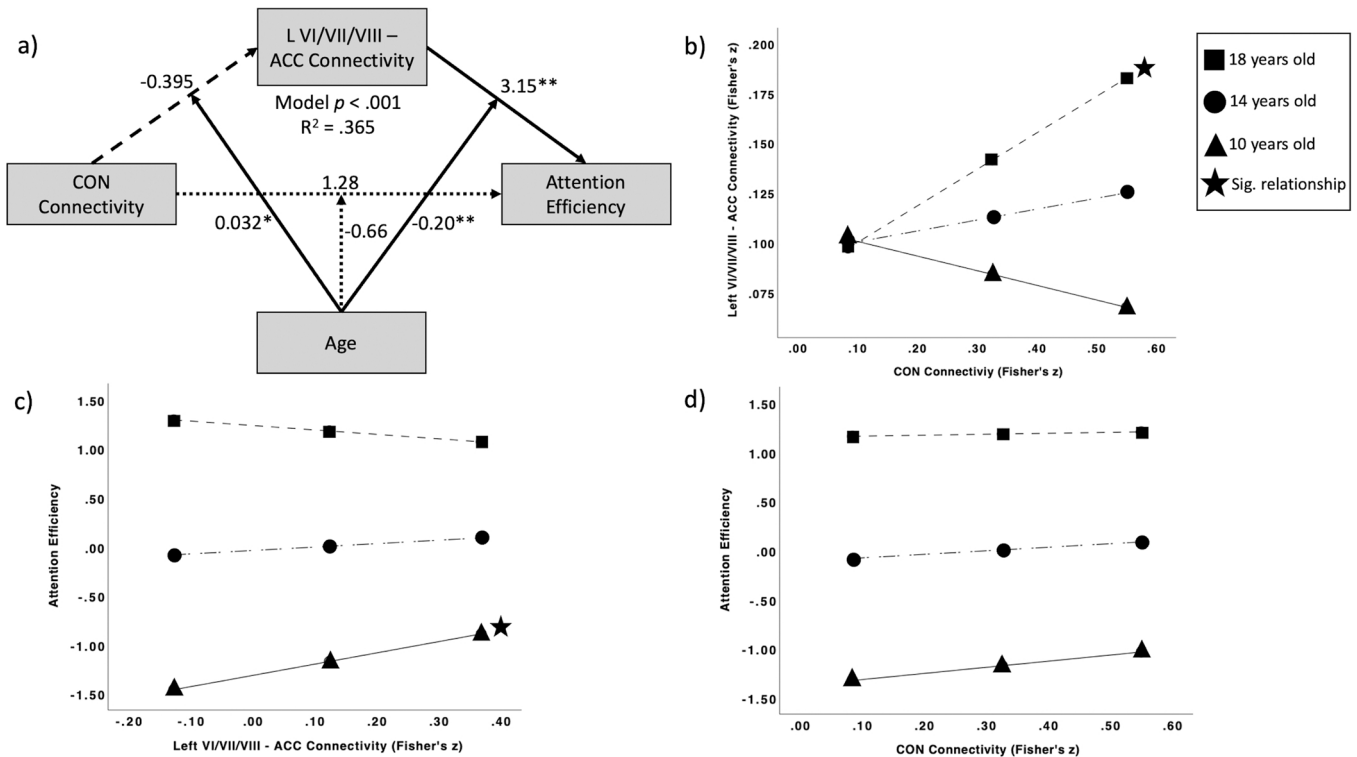 a)
L VI/VII/VIII –
ACC Connectivity
-0.395
3.15**
Model p < .001
R² = .365
CON
Connectivity
1.28
Attention
Efficiency
0.032*
-0.66
-0.20**
Age
b)
.200
.175
.150
.125
.100
.075
Left VI/VII/VIII - ACC Connectivity (Fisher's z)
.00 .10 .20 .30 .40 .50 .60
CON Connectiviy (Fisher's z)
18 years old
14 years old
10 years old
Sig. relationship
c)
1.50
1.00
.50
.00
-.50
-1.00
-1.50
Attention Efficiency
-.20 -.10 .00 .10 .20 .30 .40
Left VI/VII/VIII - ACC Connectivity (Fisher's z)
d)
1.50
1.00
.50
.00
-.50
-1.00
-1.50
Attention Efficiency
.00 .10 .20 .30 .40 .50 .60
CON Connectivity (Fisher's z)